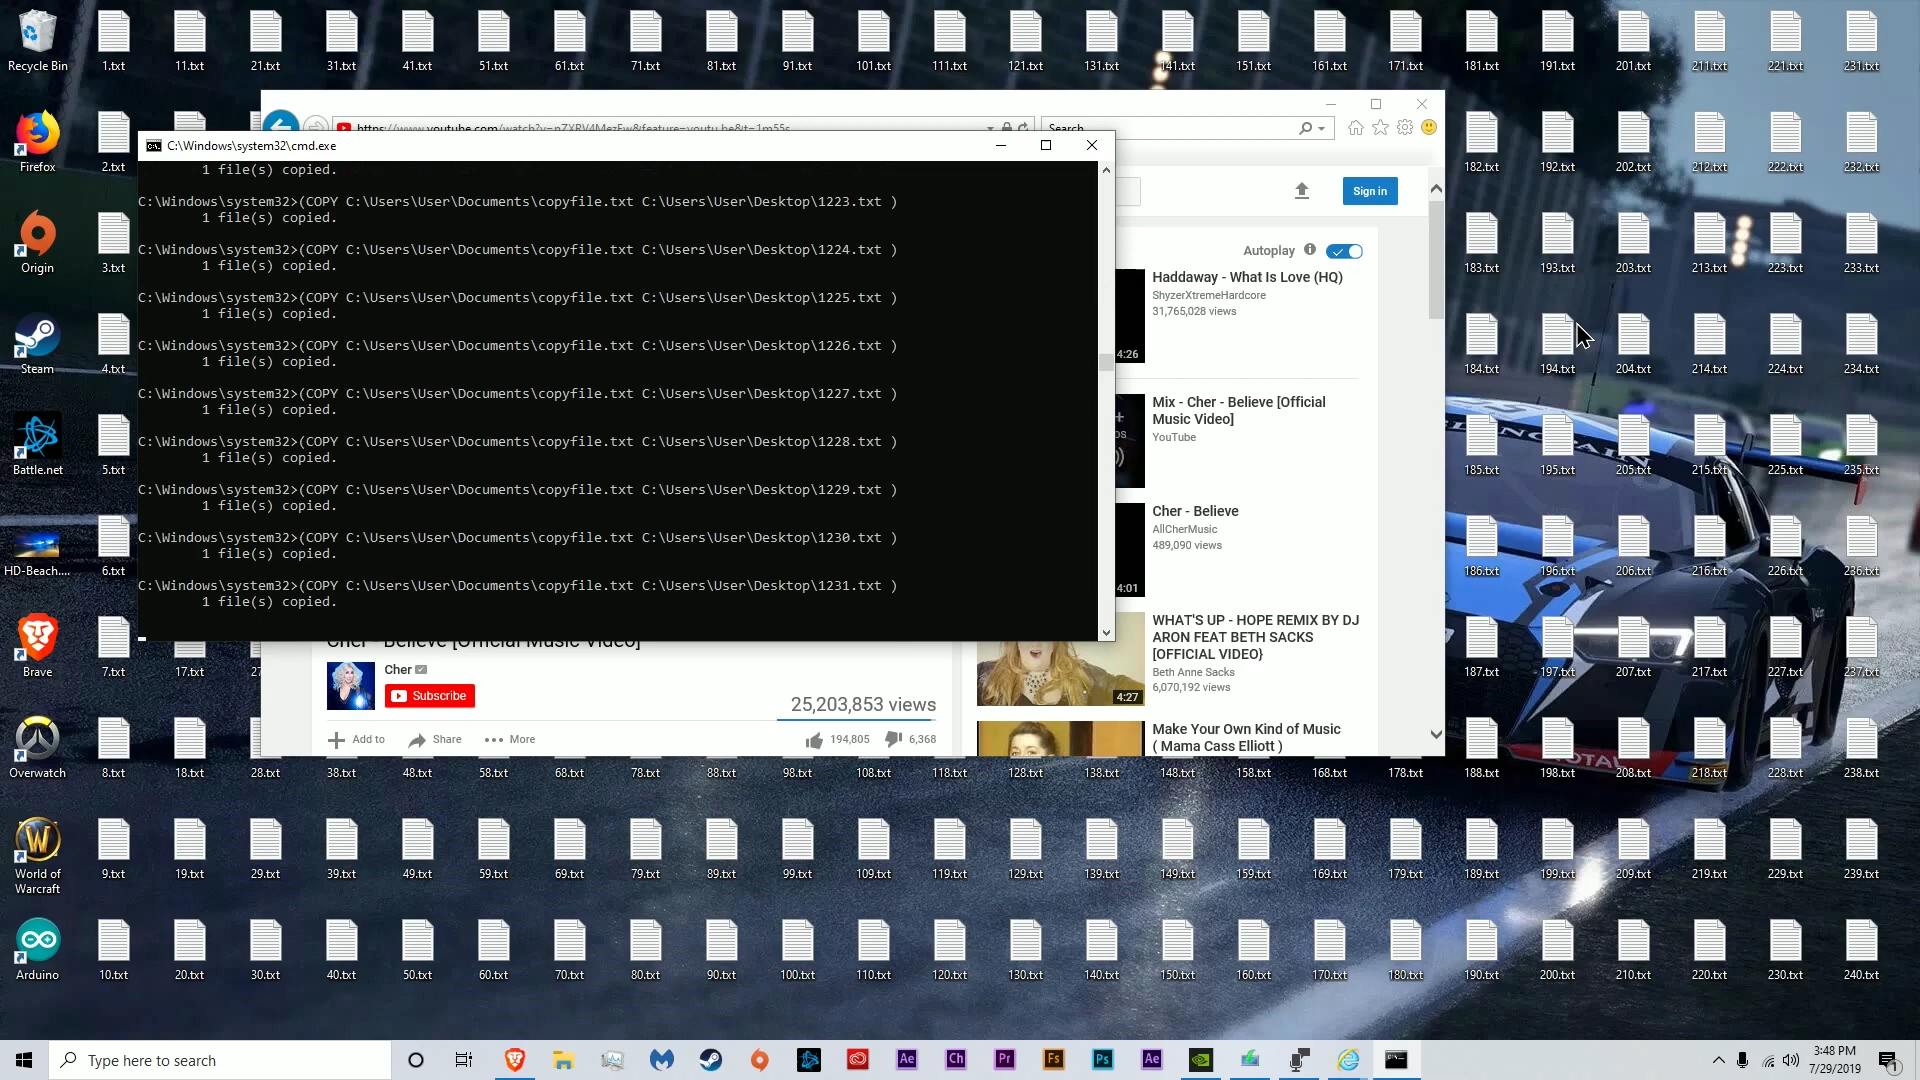 Recycle Bin
1.txt 11.txt 21.txt 31.txt 41.txt 51.txt 61.txt 71.txt 81.txt 91.txt 101.txt 111.txt 121.txt 131.txt 141.txt 151.txt 161.txt 171.txt 181.txt 191.txt 201.txt 211.txt 221.txt 231.txt
https://www.youtube.com/watch?v=nZXRV4MezEw&feature=youtu.be&t=1m55s
Search
C:\Windows\system32\cmd.exe
Firefox 2.txt 182.txt 192.txt 202.txt 212.txt 222.txt 232.txt
1 file(s) copied.
C:\Windows\system32>(COPY C:\Users\User\Documents\copyfile.txt C:\Users\User\Desktop\1223.txt )
1 file(s) copied.
C:\Windows\system32>(COPY C:\Users\User\Documents\copyfile.txt C:\Users\User\Desktop\1224.txt )
1 file(s) copied.
C:\Windows\system32>(COPY C:\Users\User\Documents\copyfile.txt C:\Users\User\Desktop\1225.txt )
1 file(s) copied.
C:\Windows\system32>(COPY C:\Users\User\Documents\copyfile.txt C:\Users\User\Desktop\1226.txt )
1 file(s) copied.
C:\Windows\system32>(COPY C:\Users\User\Documents\copyfile.txt C:\Users\User\Desktop\1227.txt )
1 file(s) copied.
C:\Windows\system32>(COPY C:\Users\User\Documents\copyfile.txt C:\Users\User\Desktop\1228.txt )
1 file(s) copied.
C:\Windows\system32>(COPY C:\Users\User\Documents\copyfile.txt C:\Users\User\Desktop\1229.txt )
1 file(s) copied.
C:\Windows\system32>(COPY C:\Users\User\Documents\copyfile.txt C:\Users\User\Desktop\1230.txt )
1 file(s) copied.
C:\Windows\system32>(COPY C:\Users\User\Documents\copyfile.txt C:\Users\User\Desktop\1231.txt )
1 file(s) copied.
Sign in
Autoplay
Haddaway - What Is Love (HQ)
ShyzerXtremeHardcore
31,765,028 views
4:26
Mix - Cher - Believe [Official
Music Video]
YouTube
Cher - Believe
AllCherMusic
489,090 views
4:01
WHAT'S UP - HOPE REMIX BY DJ
ARON FEAT BETH SACKS
[OFFICIAL VIDEO}
Beth Anne Sacks
6,070,192 views
4:27
Make Your Own Kind of Music
( Mama Cass Elliott )
Cher - Believe [Official Music Video]
Cher
Subscribe
25,203,853 views
Add to Share More 194,805 6,368
Origin 3.txt 183.txt 193.txt 203.txt 213.txt 223.txt 233.txt
Steam 4.txt 184.txt 194.txt 204.txt 214.txt 224.txt 234.txt
Battle.net 5.txt 185.txt 195.txt 205.txt 215.txt 225.txt 235.txt
HD-Beach.... 6.txt 186.txt 196.txt 206.txt 216.txt 226.txt 236.txt
Brave 7.txt 17.txt 27 187.txt 197.txt 207.txt 217.txt 227.txt 237.txt
TOTAL
Overwatch 8.txt 18.txt 28.txt 38.txt 48.txt 58.txt 68.txt 78.txt 88.txt 98.txt 108.txt 118.txt 128.txt 138.txt 148.txt 158.txt 168.txt 178.txt 188.txt 198.txt 208.txt 218.txt 228.txt 238.txt
World of
Warcraft
9.txt 19.txt 29.txt 39.txt 49.txt 59.txt 69.txt 79.txt 89.txt 99.txt 109.txt 119.txt 129.txt 139.txt 149.txt 159.txt 169.txt 179.txt 189.txt 199.txt 209.txt 219.txt 229.txt 239.txt
Arduino 10.txt 20.txt 30.txt 40.txt 50.txt 60.txt 70.txt 80.txt 90.txt 100.txt 110.txt 120.txt 130.txt 140.txt 150.txt 160.txt 170.txt 180.txt 190.txt 200.txt 210.txt 220.txt 230.txt 240.txt
Type here to search
Ae Ch Pr Fs Ps Ae
3:48 PM
7/29/2019
1